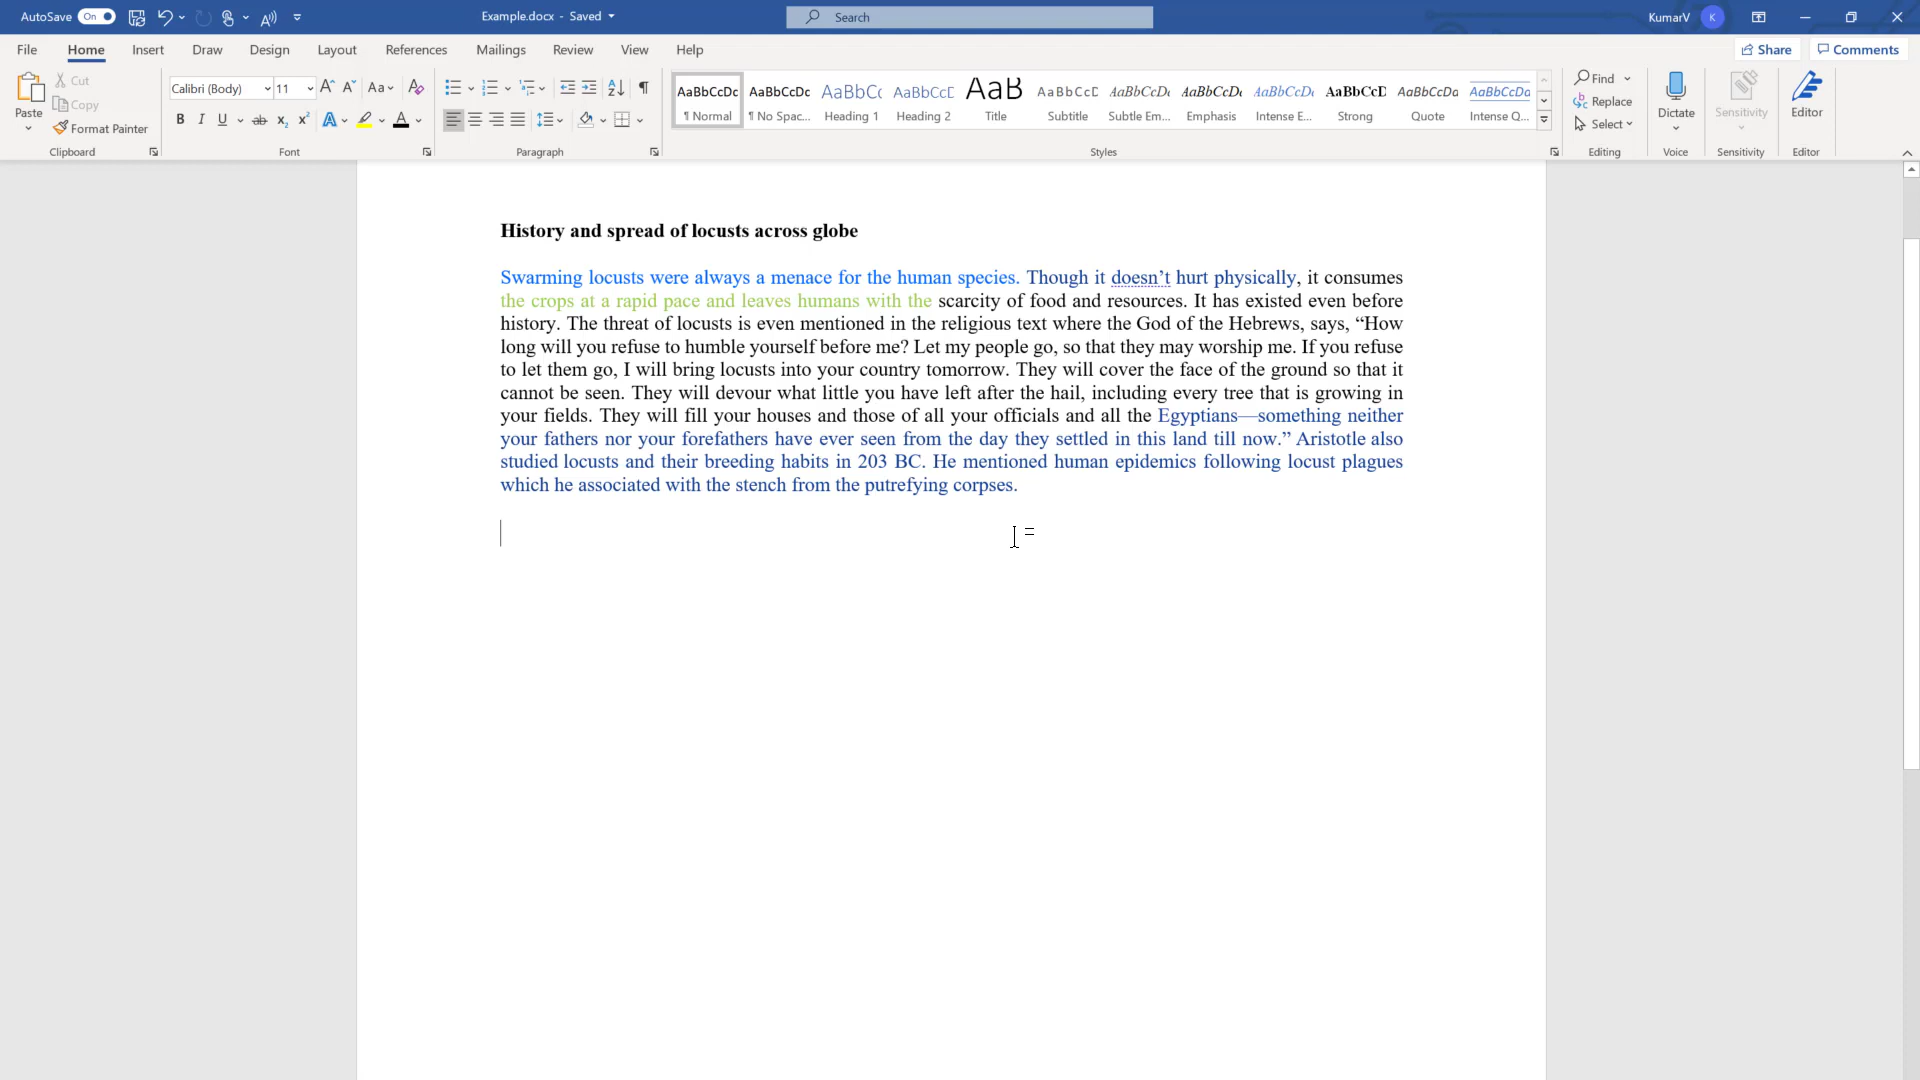 AutoSave On Example.docx - Saved Search KumarV K
File Home Insert Draw Design Layout References Mailings Review View Help Share Comments
Paste Cut Copy Format Painter Clipboard
Calibri (Body) 11 Aa Font
Paragraph
AaBbCcDc AaBbCcDc AaBbCc AaBbCcE AaB AaBbCcD AaBbCcDc AaBbCcDc AaBbCcDc AaBbCcD AaBbCcDd AaBbCcDd
¶ Normal ¶ No Spac... Heading 1 Heading 2 Title Subtitle Subtle Em... Emphasis Intense E... Strong Quote Intense Q...
Styles
Find Replace Select Editing
Dictate Voice
Sensitivity Sensitivity
Editor Editor
History and spread of locusts across globe
Swarming locusts were always a menace for the human species. Though it doesn’t hurt physically, it consumes
the crops at a rapid pace and leaves humans with the scarcity of food and resources. It has existed even before
history. The threat of locusts is even mentioned in the religious text where the God of the Hebrews, says, “How
long will you refuse to humble yourself before me? Let my people go, so that they may worship me. If you refuse
to let them go, I will bring locusts into your country tomorrow. They will cover the face of the ground so that it
cannot be seen. They will devour what little you have left after the hail, including every tree that is growing in
your fields. They will fill your houses and those of all your officials and all the Egyptians—something neither
your fathers nor your forefathers have ever seen from the day they settled in this land till now.” Aristotle also
studied locusts and their breeding habits in 203 BC. He mentioned human epidemics following locust plagues
which he associated with the stench from the putrefying corpses.